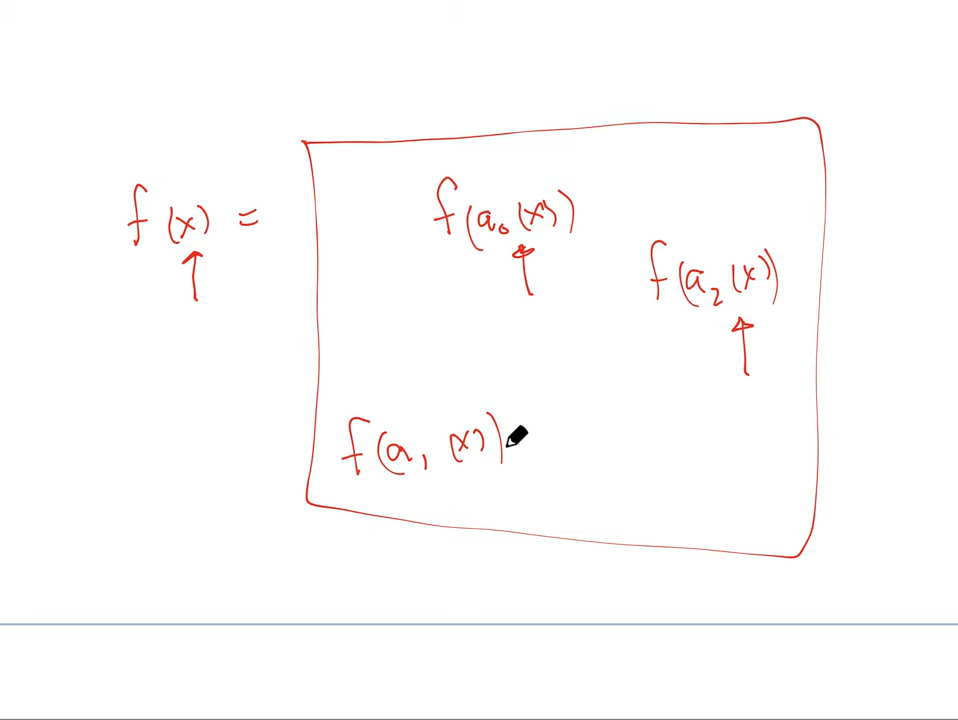 f(x) =
f(a₀(x))
f(a₂(x))
f(a₁(x))